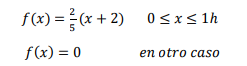 f(x) = 2/5 (x + 2)    0 ≤ x ≤ 1h
f(x) = 0    en otro caso